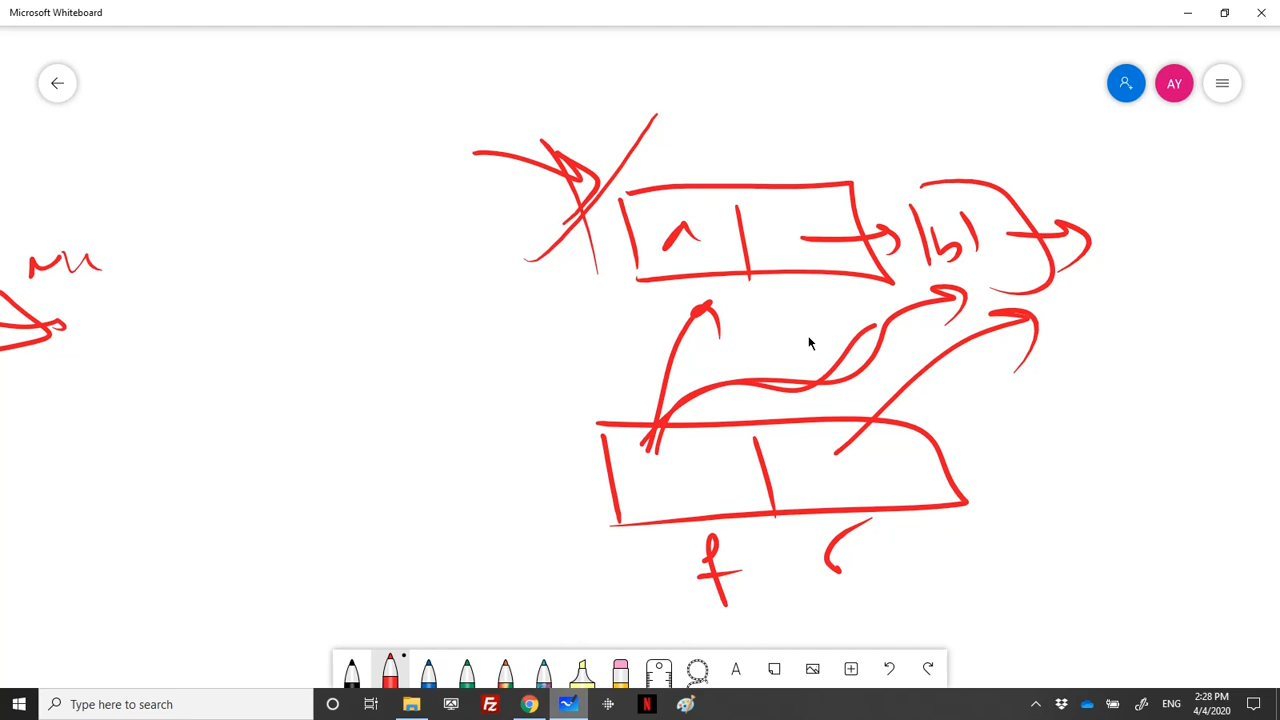 Microsoft Whiteboard
AY
b
f
A
Type here to search
ENG
2:28 PM
4/4/2020